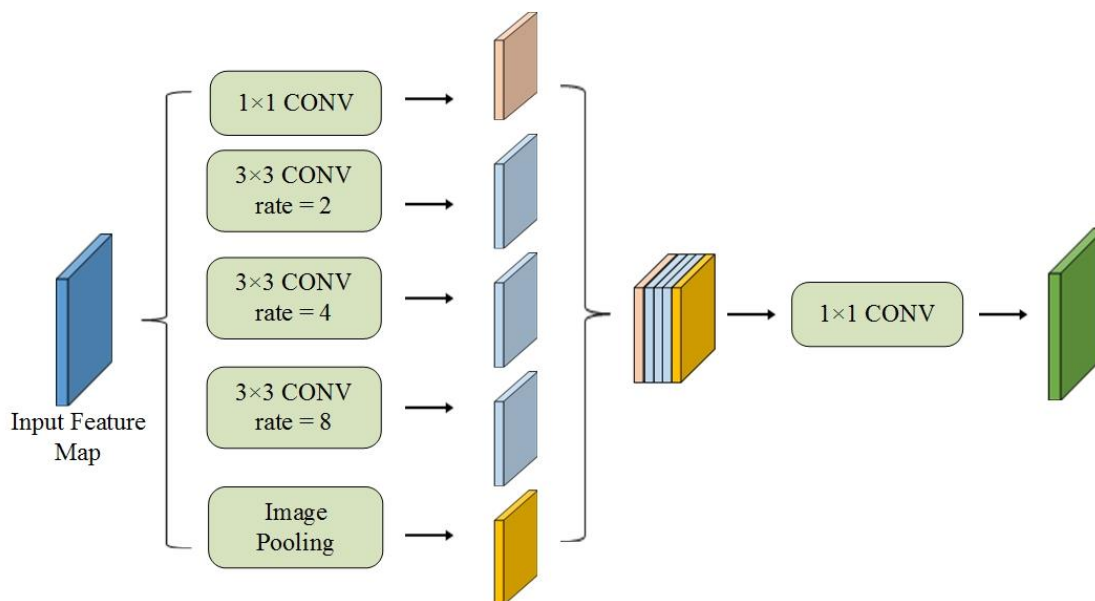 1×1 CONV
3×3 CONV
rate = 2
3×3 CONV
rate = 4
3×3 CONV
rate = 8
Image
Pooling
Input Feature
Map
1×1 CONV